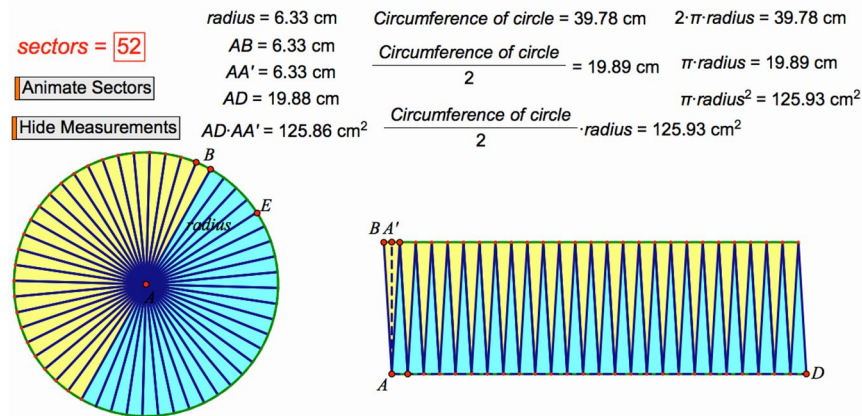 sectors = 52
Animate Sectors
Hide Measurements
radius = 6.33 cm
AB = 6.33 cm
AA' = 6.33 cm
AD = 19.88 cm
AD·AA' = 125.86 cm²
Circumference of circle = 39.78 cm
Circumference of circle
2
= 19.89 cm
Circumference of circle
2
·radius = 125.93 cm²
2·π·radius = 39.78 cm
π·radius = 19.89 cm
π·radius² = 125.93 cm²
B
E
radius
A
B A'
A
D